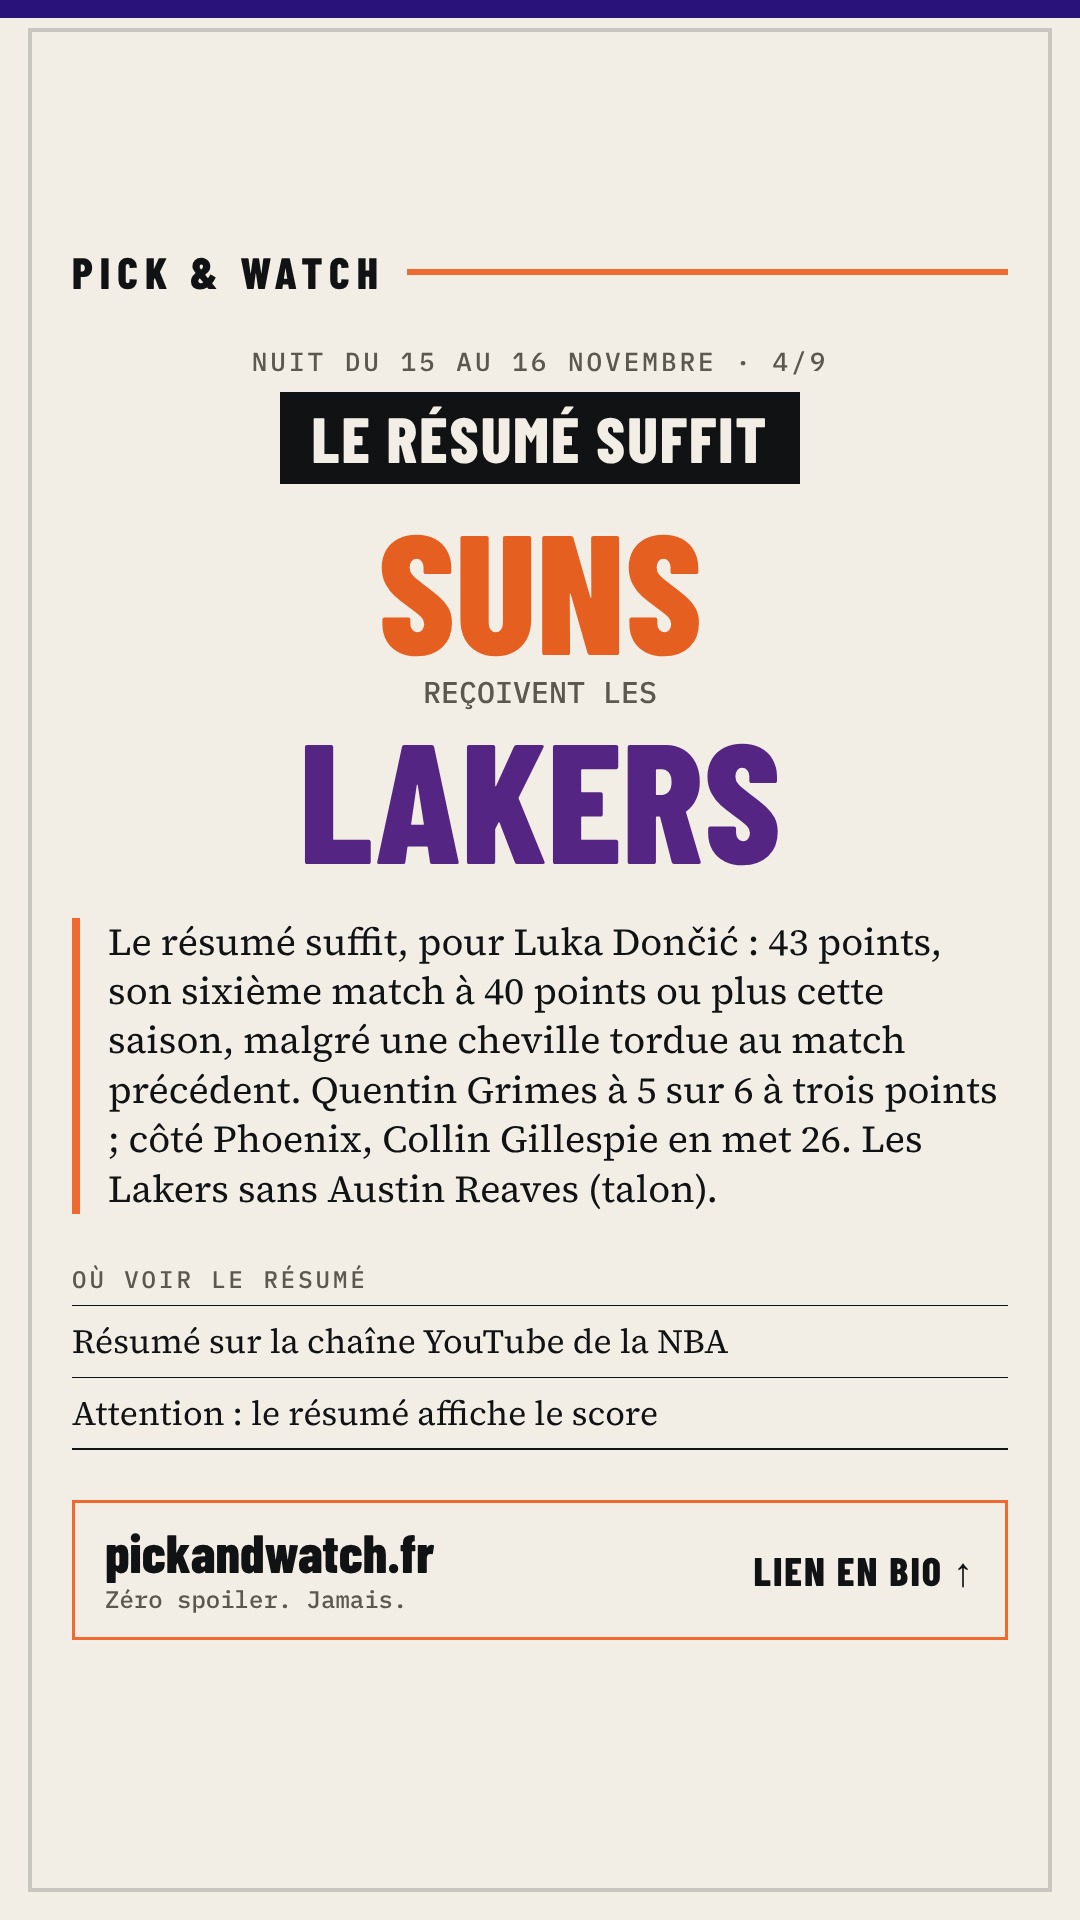 PICK & WATCH
NUIT DU 15 AU 16 NOVEMBRE · 4/9
LE RÉSUMÉ SUFFIT
SUNS
REÇOIVENT LES
LAKERS
Le résumé suffit, pour Luka Dončić : 43 points,
son sixième match à 40 points ou plus cette
saison, malgré une cheville tordue au match
précédent. Quentin Grimes à 5 sur 6 à trois points
; côté Phoenix, Collin Gillespie en met 26. Les
Lakers sans Austin Reaves (talon).
OÙ VOIR LE RÉSUMÉ
Résumé sur la chaîne YouTube de la NBA
Attention : le résumé affiche le score
pickandwatch.fr
Zéro spoiler. Jamais.
LIEN EN BIO ↑